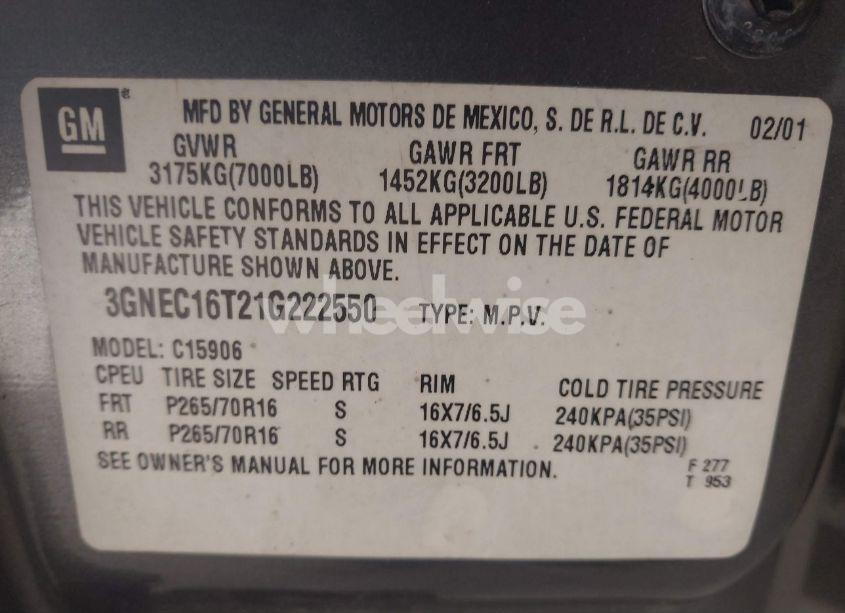 GM
MFD BY GENERAL MOTORS DE MEXICO, S. DE R.L. DE C.V. 02/01
GVWR GAWR FRT GAWR RR
3175KG(7000LB) 1452KG(3200LB) 1814KG(4000LB)
THIS VEHICLE CONFORMS TO ALL APPLICABLE U.S. FEDERAL MOTOR
VEHICLE SAFETY STANDARDS IN EFFECT ON THE DATE OF
MANUFACTURE SHOWN ABOVE.
3GNEC16T21G222550 TYPE: M.P.V.
wheelwise
MODEL: C15906
CPEU TIRE SIZE SPEED RTG RIM COLD TIRE PRESSURE
FRT P265/70R16 S 16X7/6.5J 240KPA(35PSI)
RR P265/70R16 S 16X7/6.5J 240KPA(35PSI)
SEE OWNER'S MANUAL FOR MORE INFORMATION.
F 277
T 953